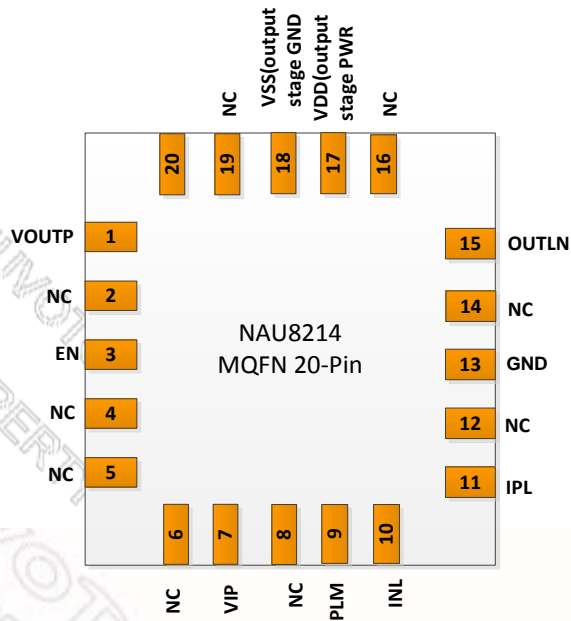 NC
VSS(output
stage GND
VDD(output
stage PWR
NC
20
19
18
17
16
VOUTP
1
NC
2
EN
3
NC
4
NC
5
NAU8214
MQFN 20-Pin
15
OUTLN
14
NC
13
GND
12
NC
11
IPL
6
7
8
9
10
NC
VIP
NC
PLM
INL